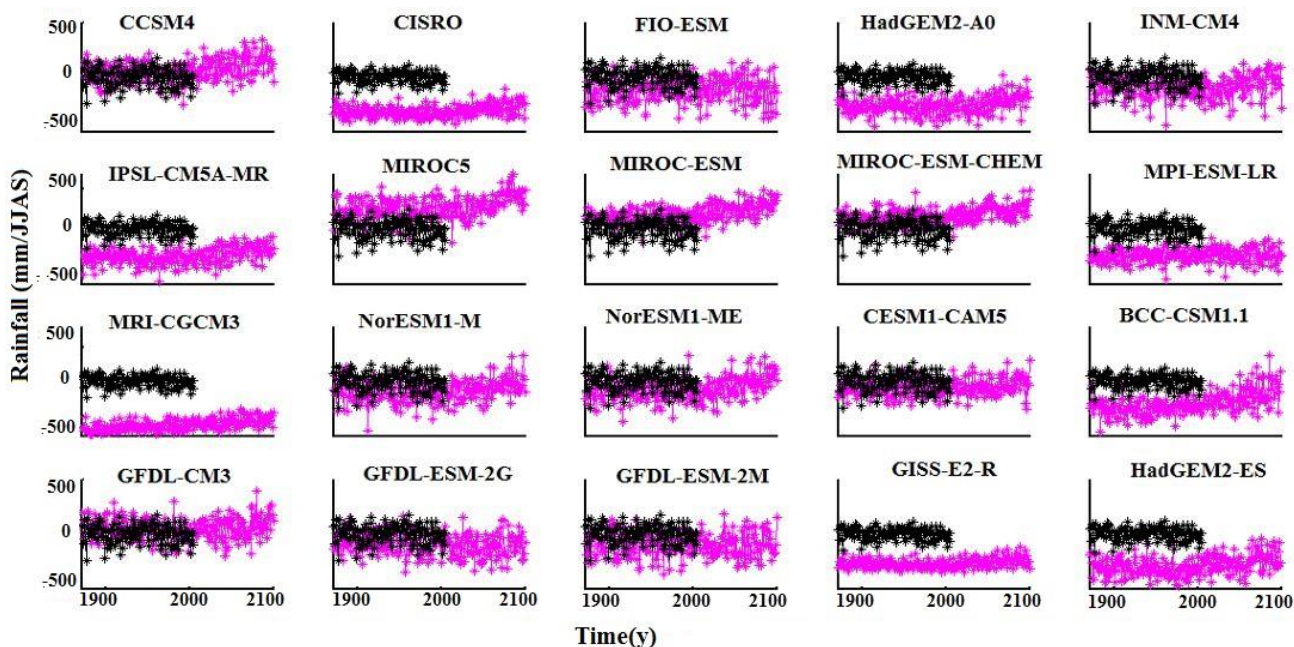 CCSM4 CISRO FIO-ESM HadGEM2-A0 INM-CM4
500
0
-500
IPSL-CM5A-MR MIROC5 MIROC-ESM MIROC-ESM-CHEM MPI-ESM-LR
500
0
-500
Rainfall (mm/JJAS)
MRI-CGCM3 NorESM1-M NorESM1-ME CESM1-CAM5 BCC-CSM1.1
500
0
-500
GFDL-CM3 GFDL-ESM-2G GFDL-ESM-2M GISS-E2-R HadGEM2-ES
500
0
-500
1900 2000 2100 1900 2000 2100 1900 2000 2100 1900 2000 2100 1900 2000 2100
Time(y)